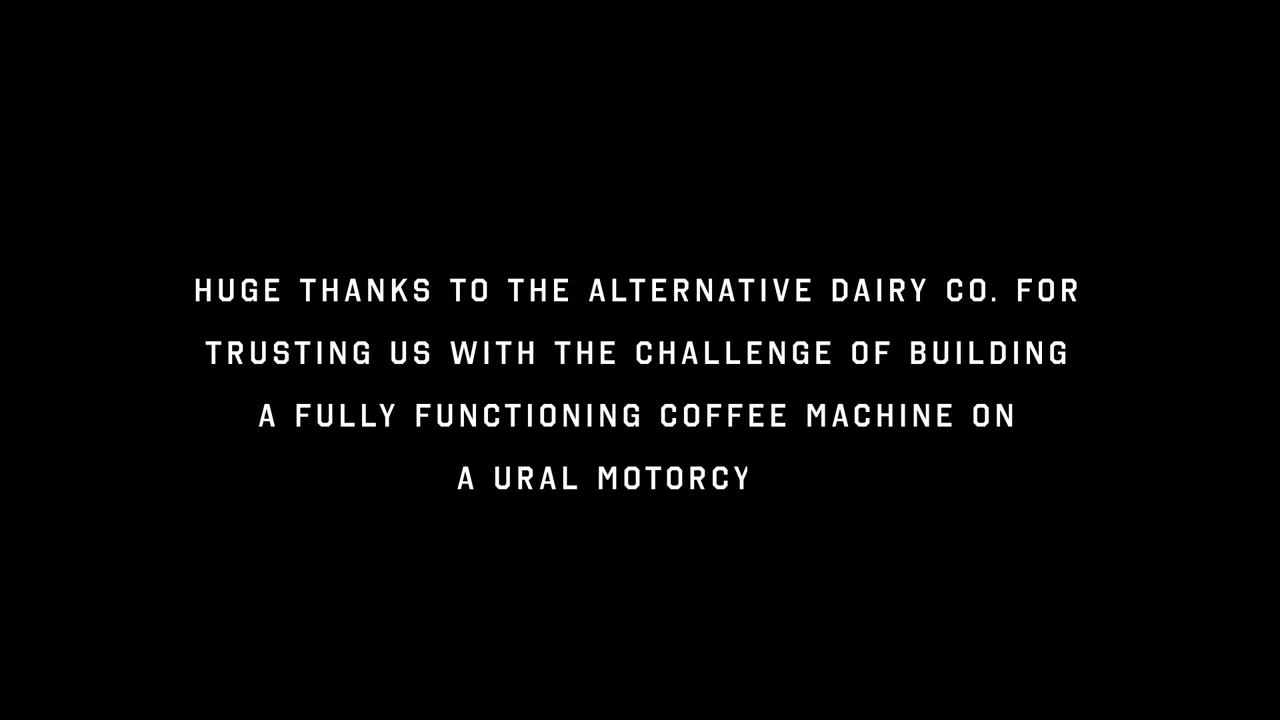 HUGE THANKS TO THE ALTERNATIVE DAIRY CO. FOR
TRUSTING US WITH THE CHALLENGE OF BUILDING
A FULLY FUNCTIONING COFFEE MACHINE ON
A URAL MOTORCY